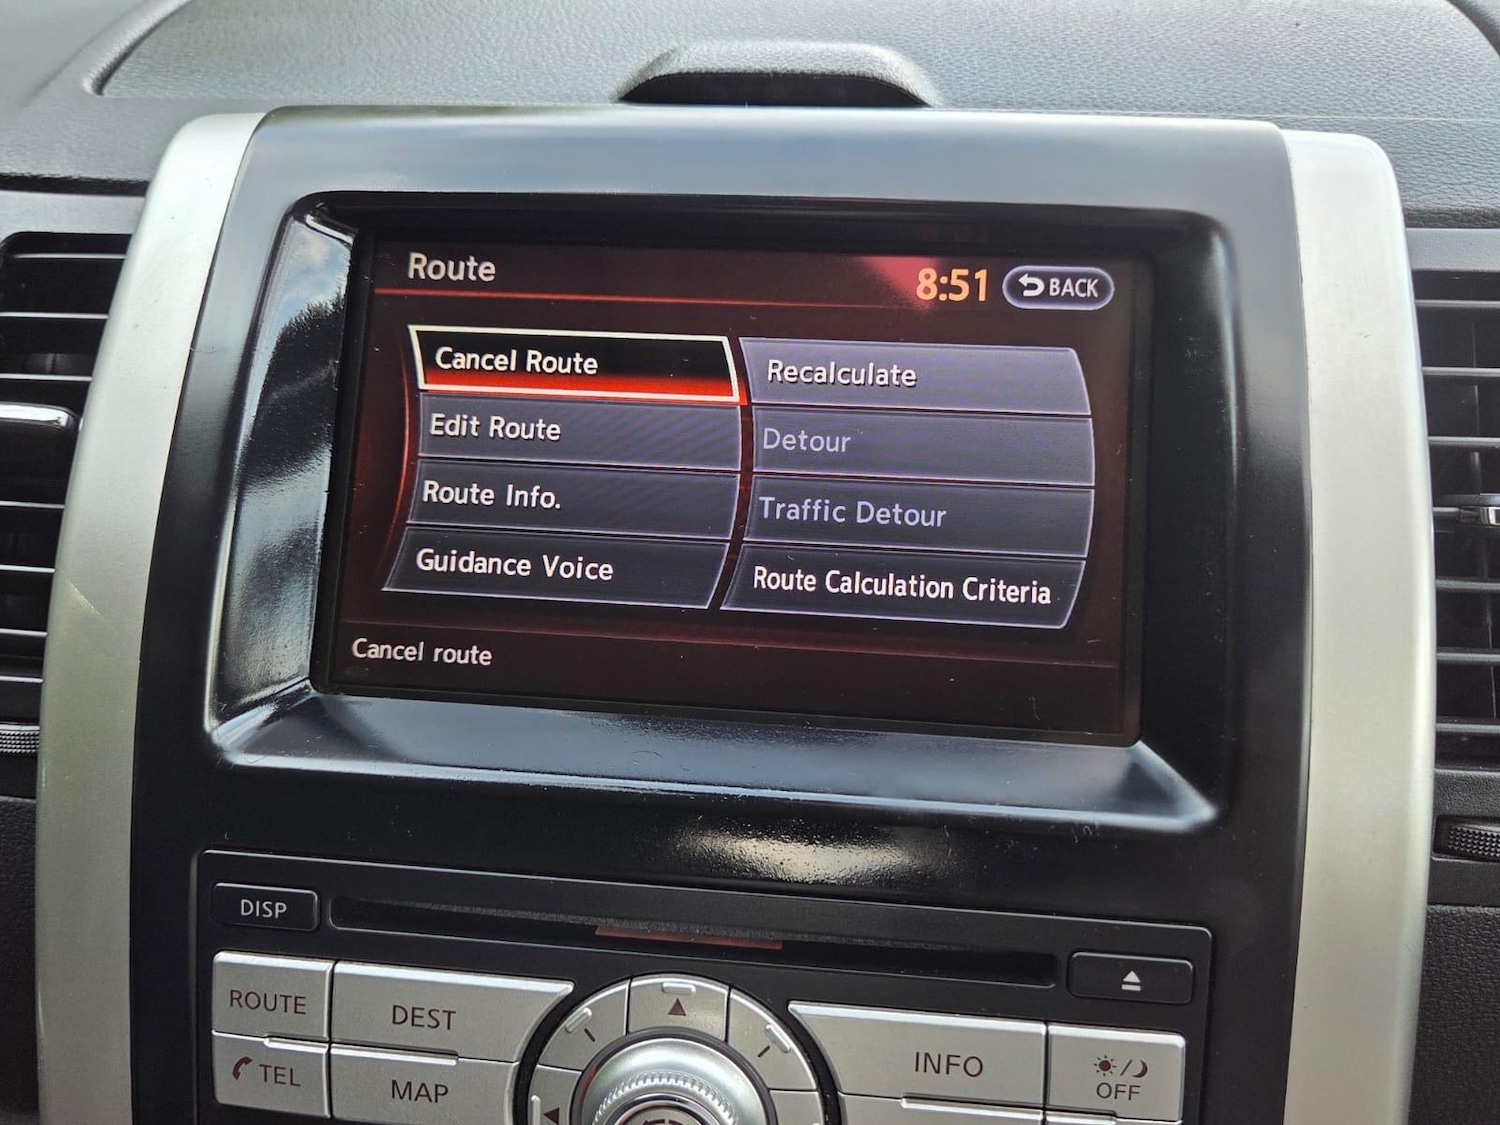 Route
8:51
BACK
Cancel Route
Recalculate
Edit Route
Detour
Route Info.
Traffic Detour
Guidance Voice
Route Calculation Criteria
Cancel route
DISP
ROUTE
DEST
INFO
TEL
MAP
OFF